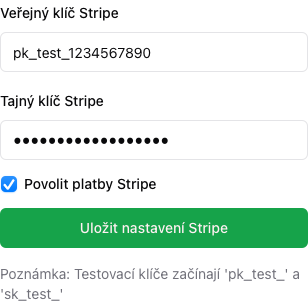 Veřejný klíč Stripe
pk_test_1234567890
Tajný klíč Stripe
••••••••••••••••••
Povolit platby Stripe
Uložit nastavení Stripe
Poznámka: Testovací klíče začínají 'pk_test_' a
'sk_test_'